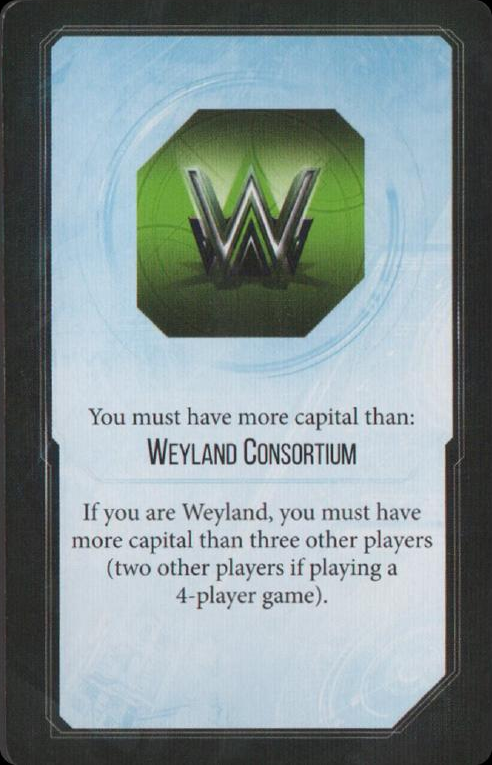 W
You must have more capital than:
WEYLAND CONSORTIUM
If you are Weyland, you must have
more capital than three other players
(two other players if playing a
4-player game).